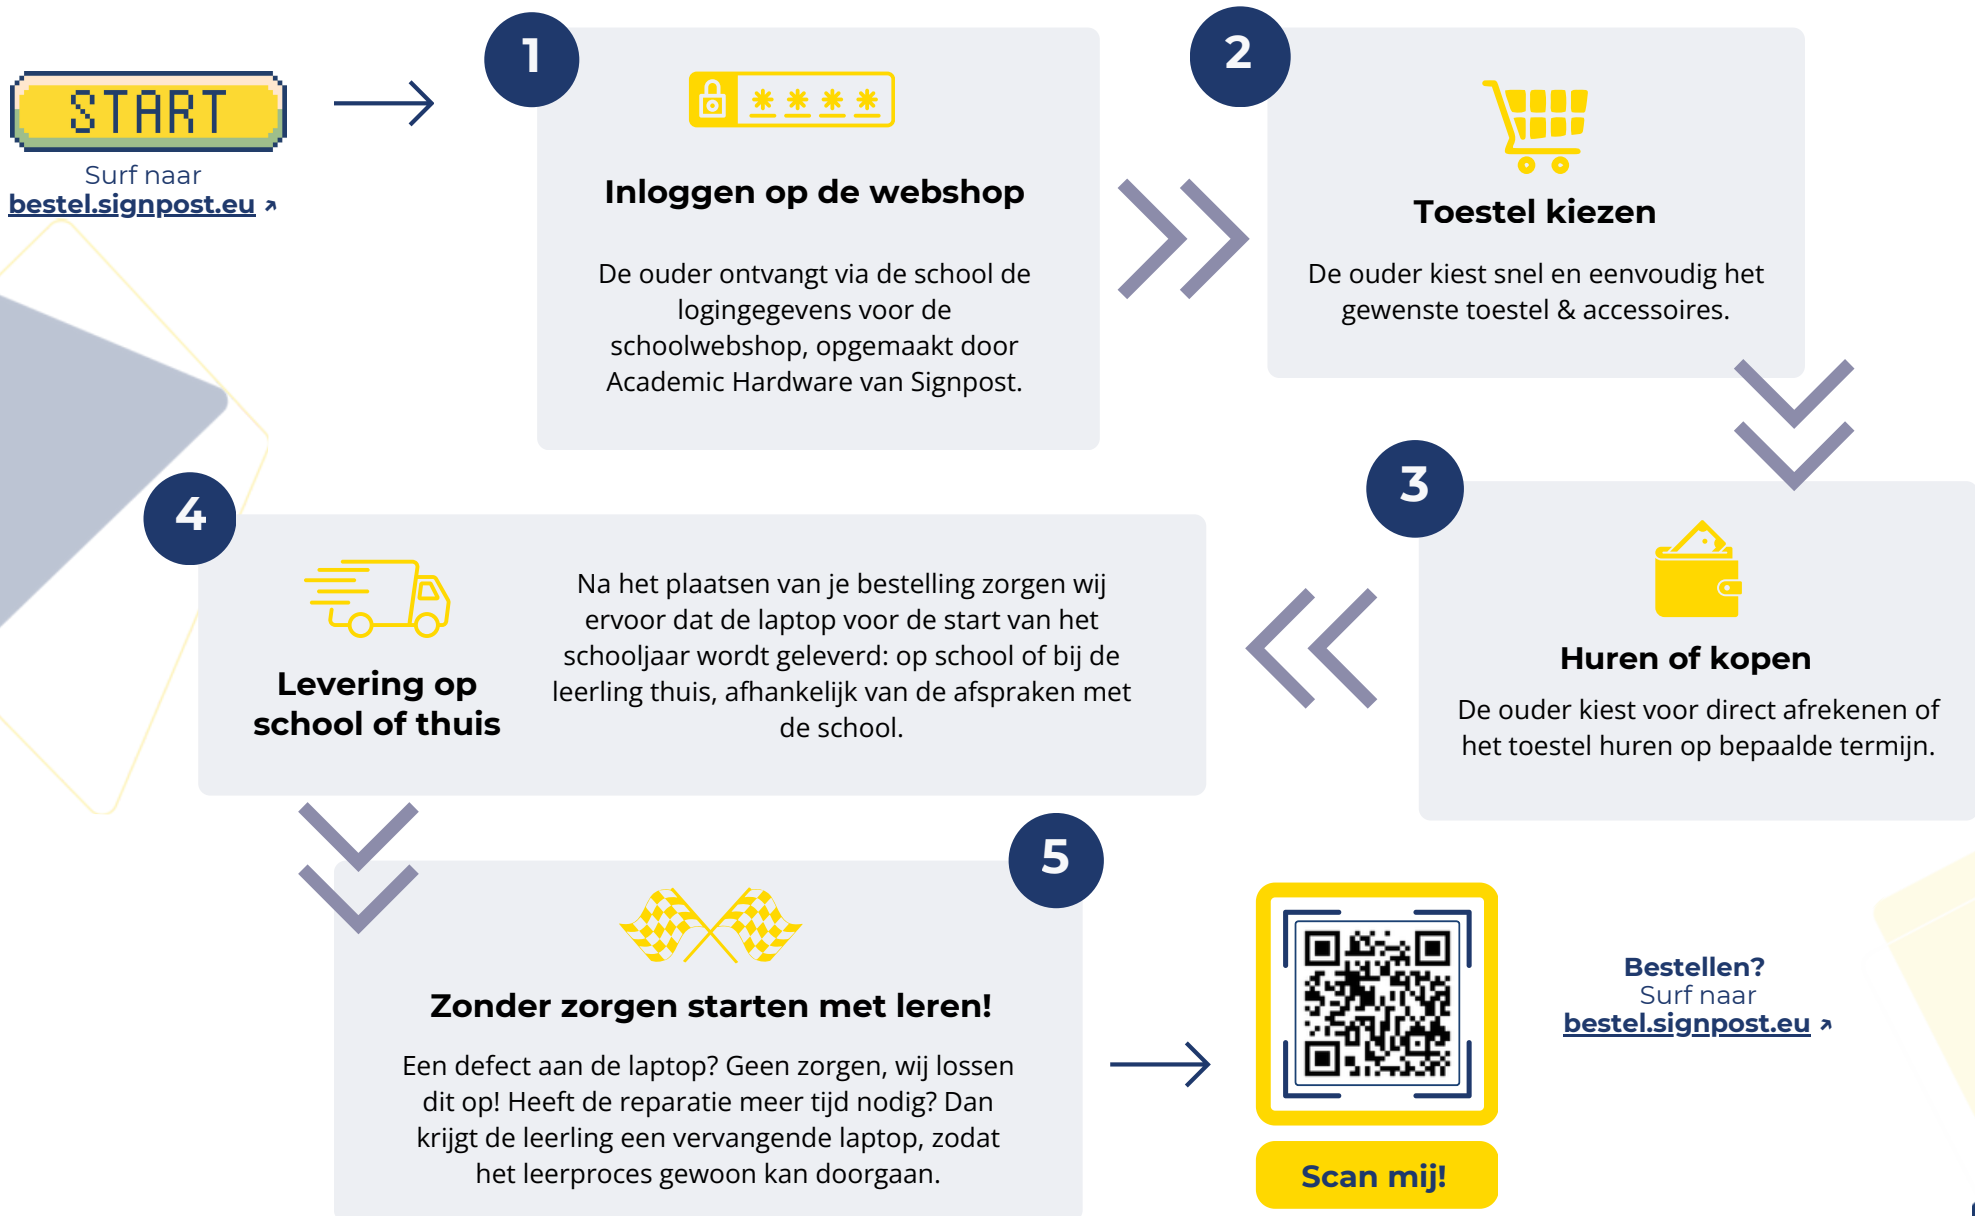 START
Surf naar
bestel.signpost.eu ↗
1
Inloggen op de webshop
De ouder ontvangt via de school de
logingegevens voor de
schoolwebshop, opgemaakt door
Academic Hardware van Signpost.
2
Toestel kiezen
De ouder kiest snel en eenvoudig het
gewenste toestel & accessoires.
3
Huren of kopen
De ouder kiest voor direct afrekenen of
het toestel huren op bepaalde termijn.
4
Levering op
school of thuis
Na het plaatsen van je bestelling zorgen wij
ervoor dat de laptop voor de start van het
schooljaar wordt geleverd: op school of bij de
leerling thuis, afhankelijk van de afspraken met
de school.
5
Zonder zorgen starten met leren!
Een defect aan de laptop? Geen zorgen, wij lossen
dit op! Heeft de reparatie meer tijd nodig? Dan
krijgt de leerling een vervangende laptop, zodat
het leerproces gewoon kan doorgaan.
Scan mij!
Bestellen?
Surf naar
bestel.signpost.eu ↗